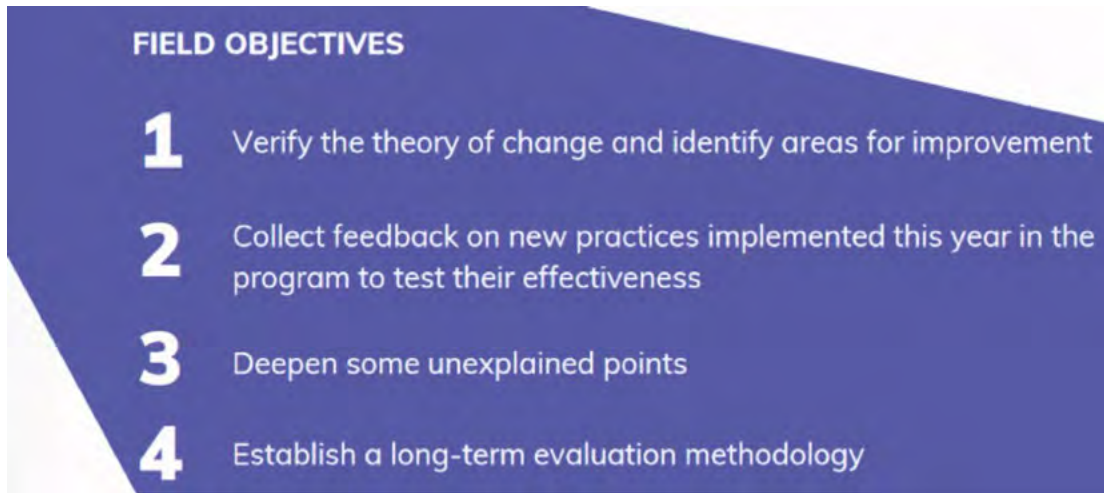 FIELD OBJECTIVES
1
Verify the theory of change and identify areas for improvement
2
Collect feedback on new practices implemented this year in the
program to test their effectiveness
3
Deepen some unexplained points
4
Establish a long-term evaluation methodology